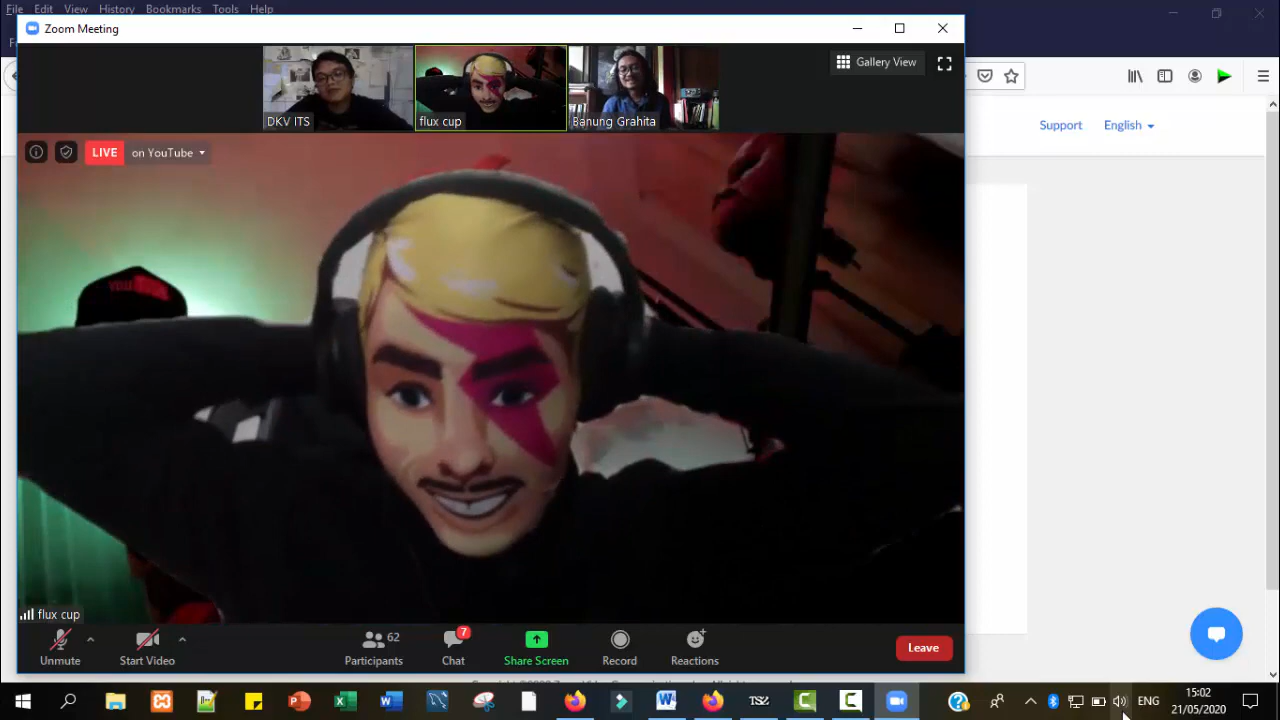 File Edit View History Bookmarks Tools Help
Zoom Meeting
Gallery View
DKV ITS
flux cup
Banung Grahita
LIVE on YouTube
Support English
YOUTUBE
flux cup
62
7
Unmute
Start Video
Participants
Chat
Share Screen
Record
Reactions
Leave
ENG
15:02
21/05/2020